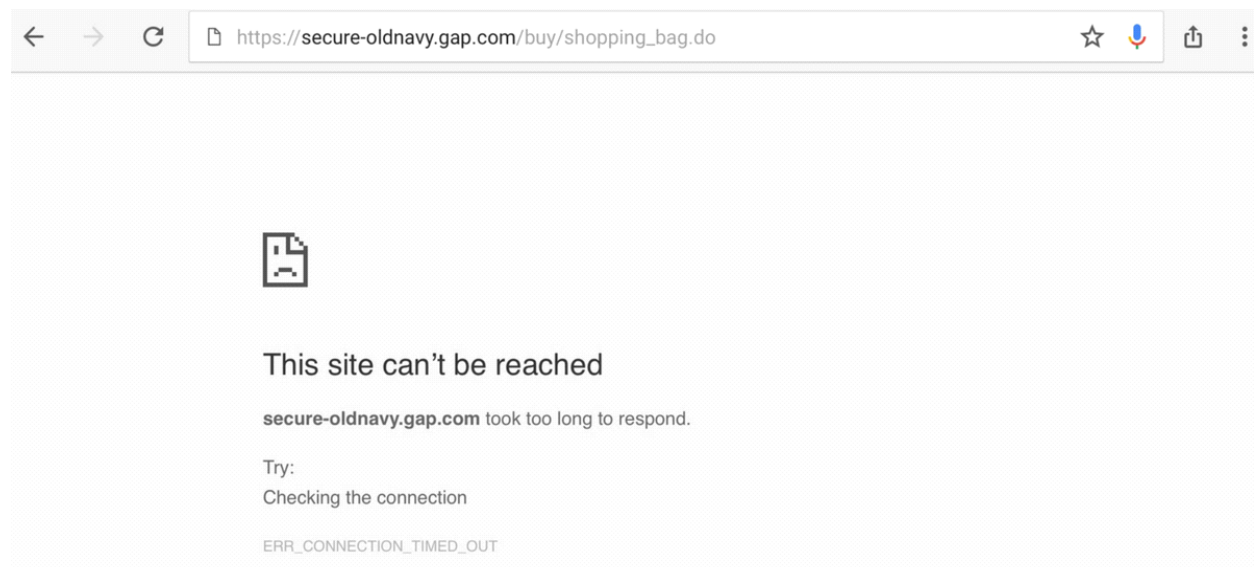 https://secure-oldnavy.gap.com/buy/shopping_bag.do
This site can’t be reached
secure-oldnavy.gap.com took too long to respond.
Try:
Checking the connection
ERR_CONNECTION_TIMED_OUT